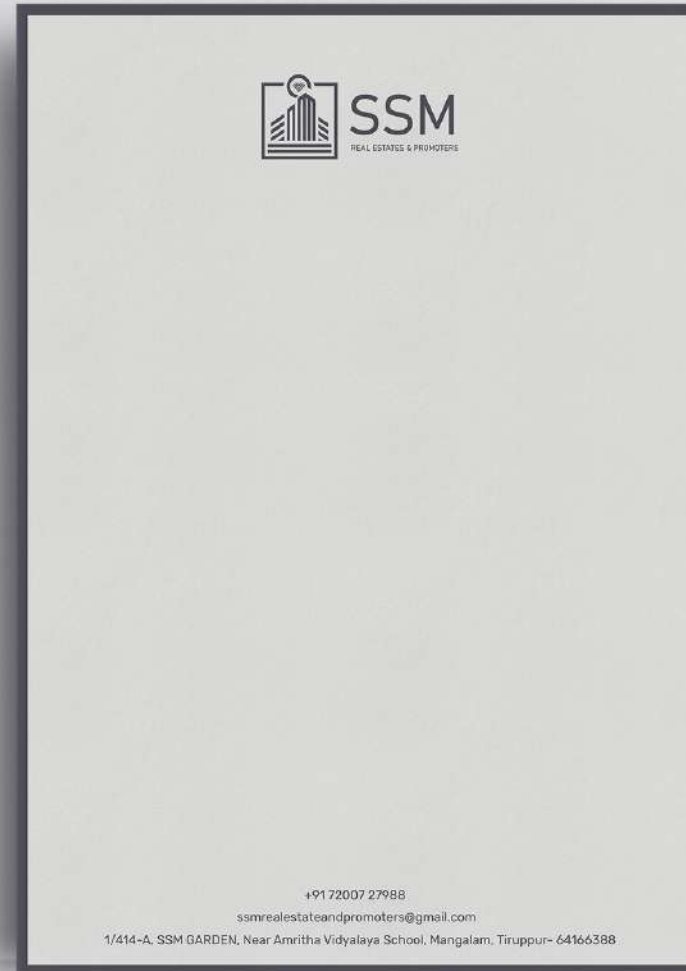 SSM
REAL ESTATES & PROMOTERS
+91 72007 27988
ssmrealestateandpromoters@gmail.com
1/414-A, SSM GARDEN, Near Amritha Vidyalaya School, Mangalam, Tiruppur- 64166388